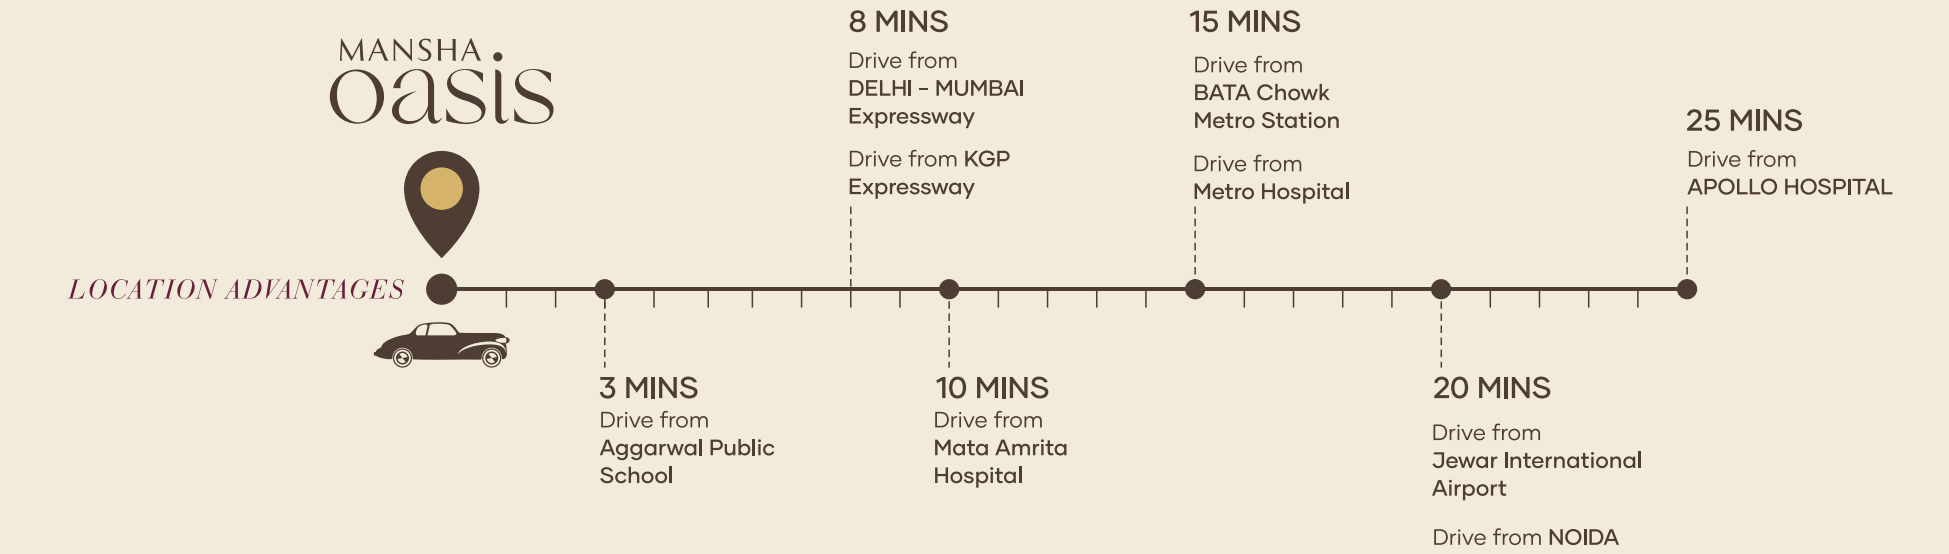 MANSHA
oasis
LOCATION ADVANTAGES
3 MINS
Drive from
Aggarwal Public
School
8 MINS
Drive from
DELHI - MUMBAI
Expressway
Drive from KGP
Expressway
10 MINS
Drive from
Mata Amrita
Hospital
15 MINS
Drive from
BATA Chowk
Metro Station
Drive from
Metro Hospital
20 MINS
Drive from
Jewar International
Airport
Drive from NOIDA
25 MINS
Drive from
APOLLO HOSPITAL